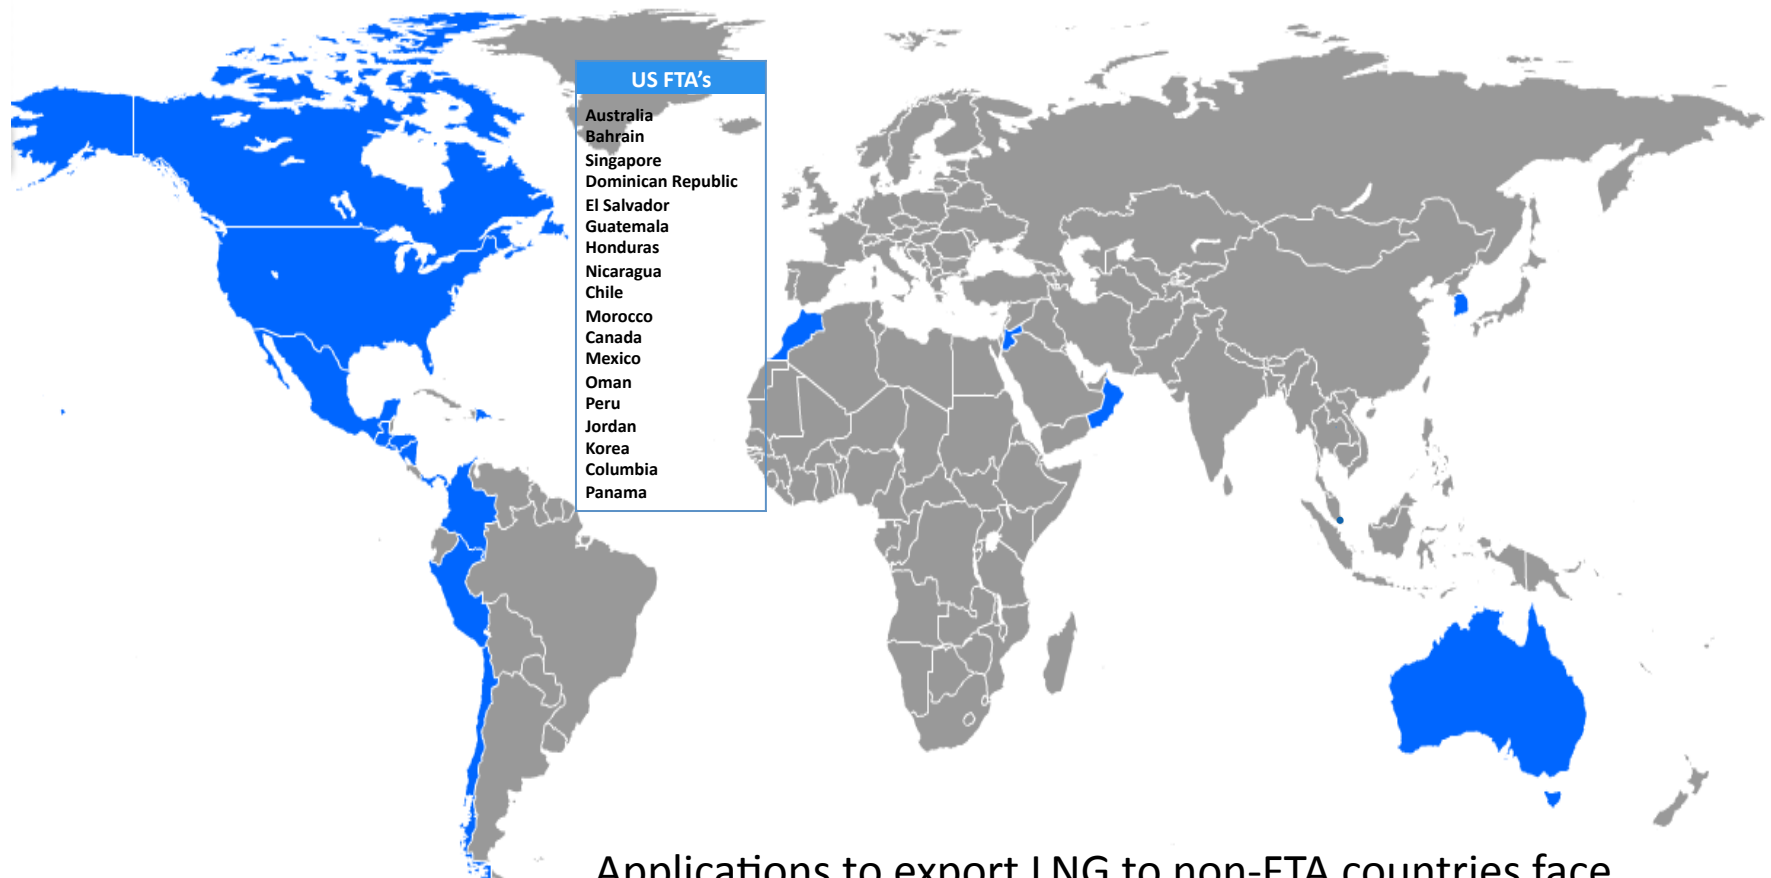 US FTA’s
Australia
Bahrain
Singapore
Dominican Republic
El Salvador
Guatemala
Honduras
Nicaragua
Chile
Morocco
Canada
Mexico
Oman
Peru
Jordan
Korea
Columbia
Panama
Applications to export LNG to non-FTA countries face